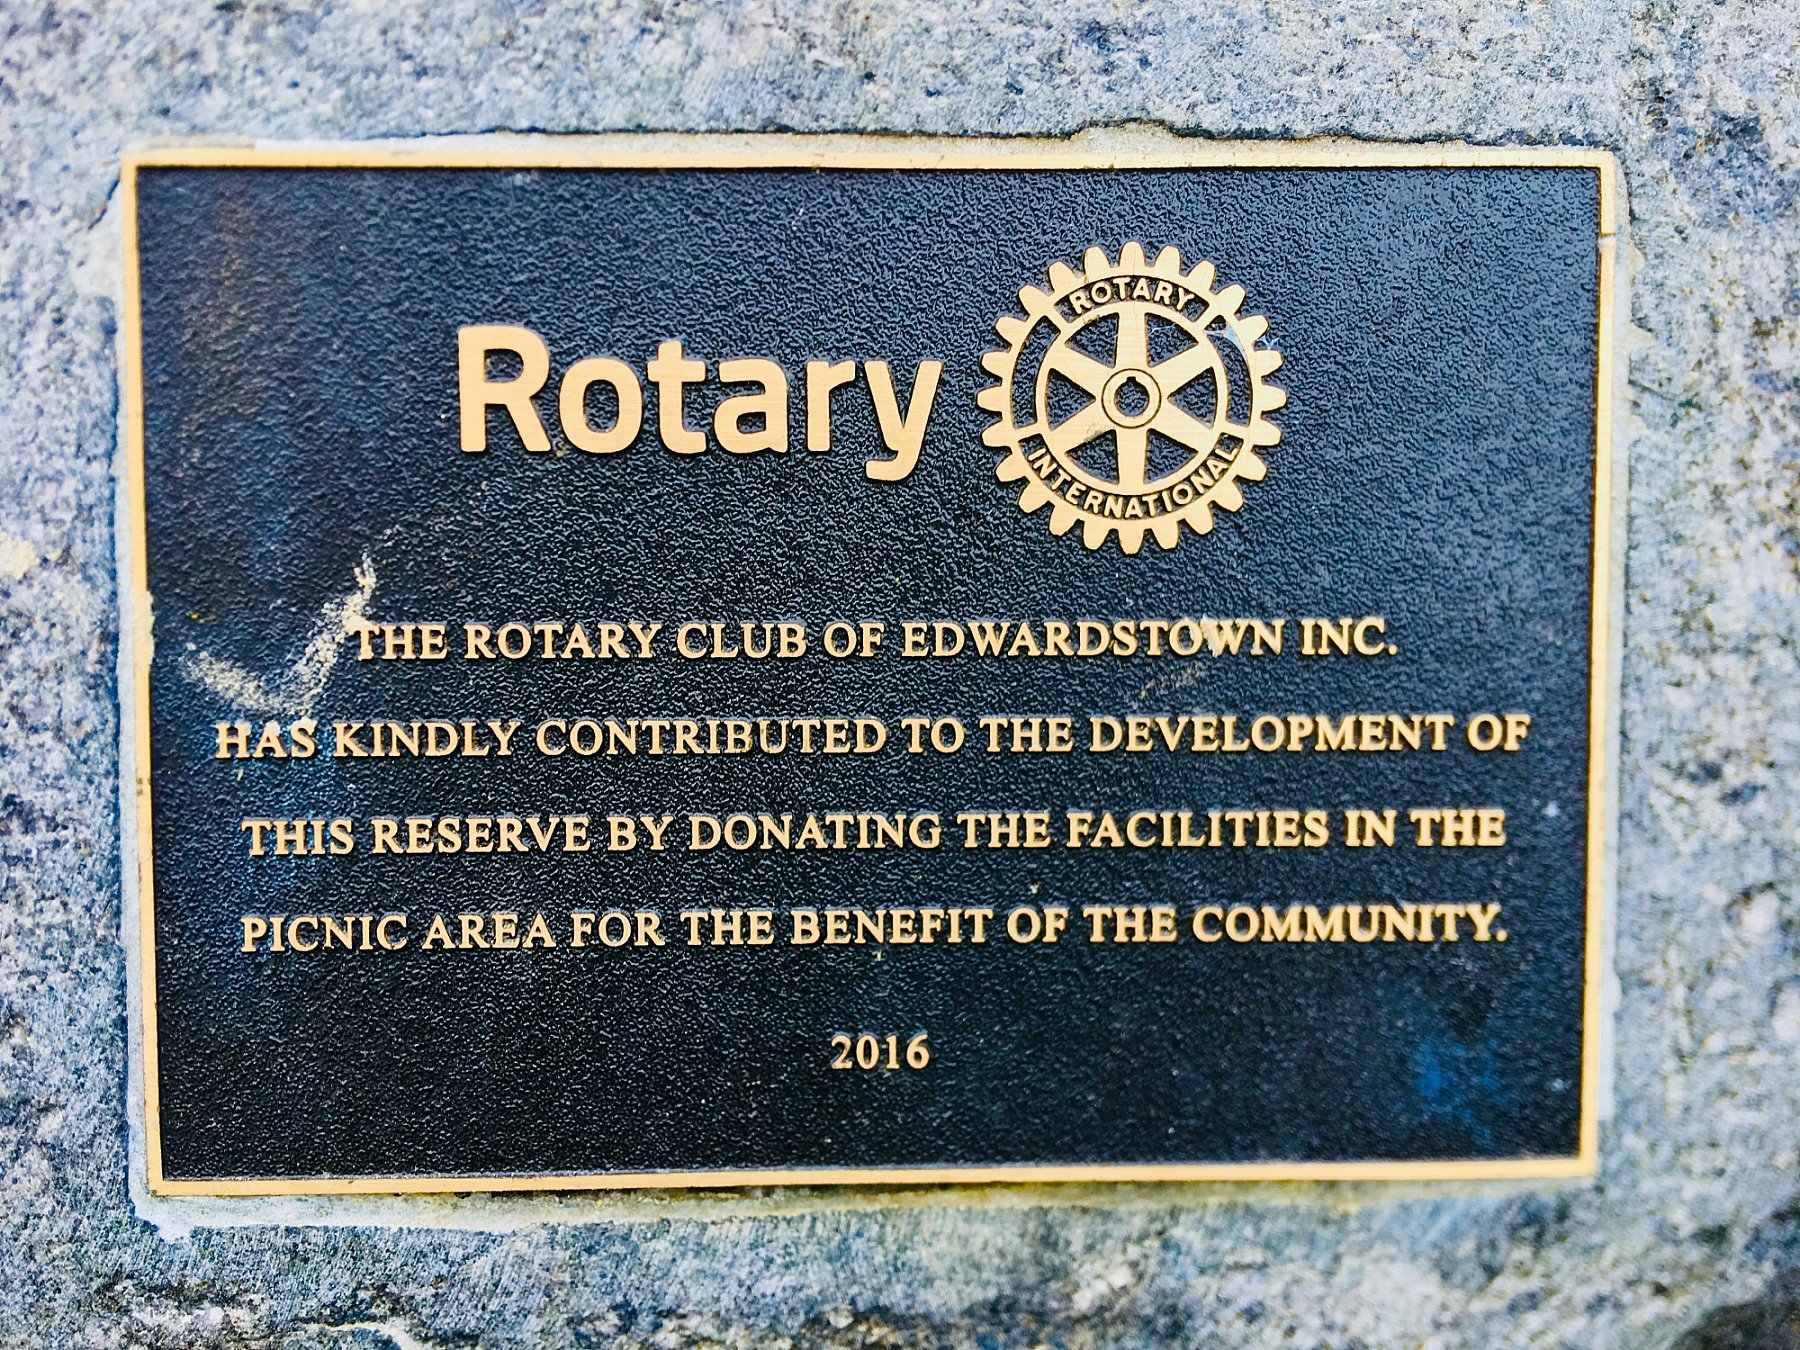 Rotary
ROTARY
INTERNATIONAL
THE ROTARY CLUB OF EDWARDSTOWN INC.
HAS KINDLY CONTRIBUTED TO THE DEVELOPMENT OF
THIS RESERVE BY DONATING THE FACILITIES IN THE
PICNIC AREA FOR THE BENEFIT OF THE COMMUNITY.
2016